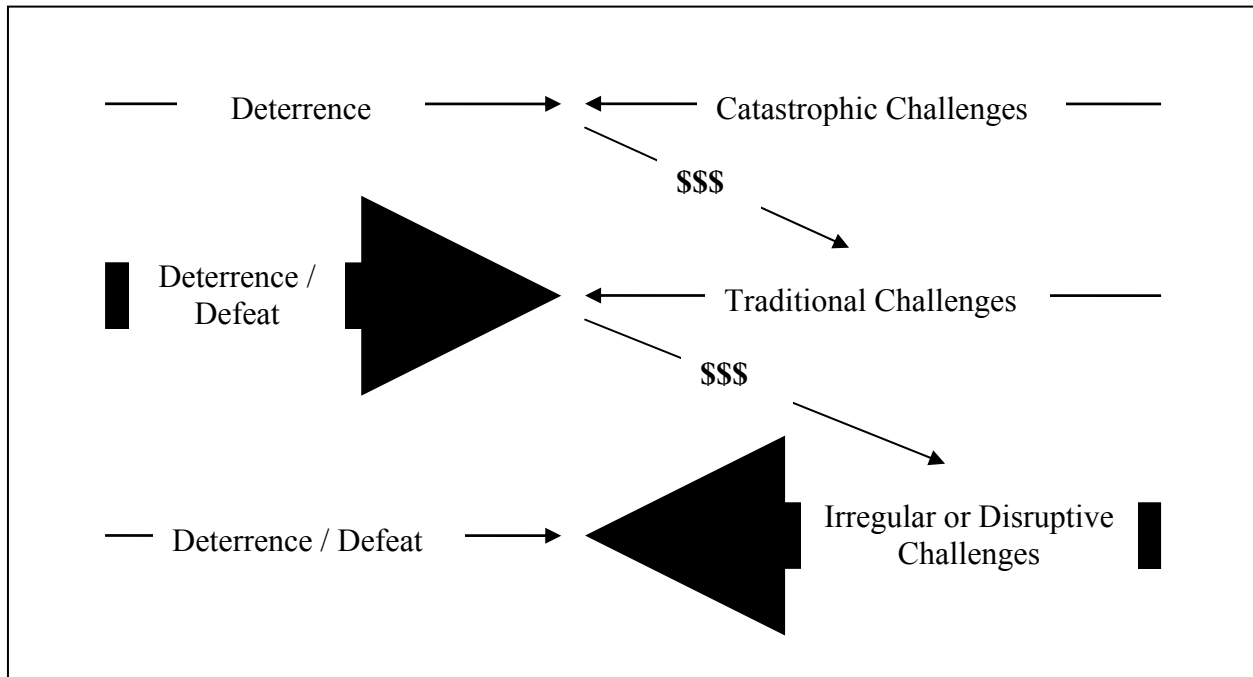 Deterrence
Catastrophic Challenges
$$$
Deterrence /
Defeat
Traditional Challenges
$$$
Deterrence / Defeat
Irregular or Disruptive
Challenges